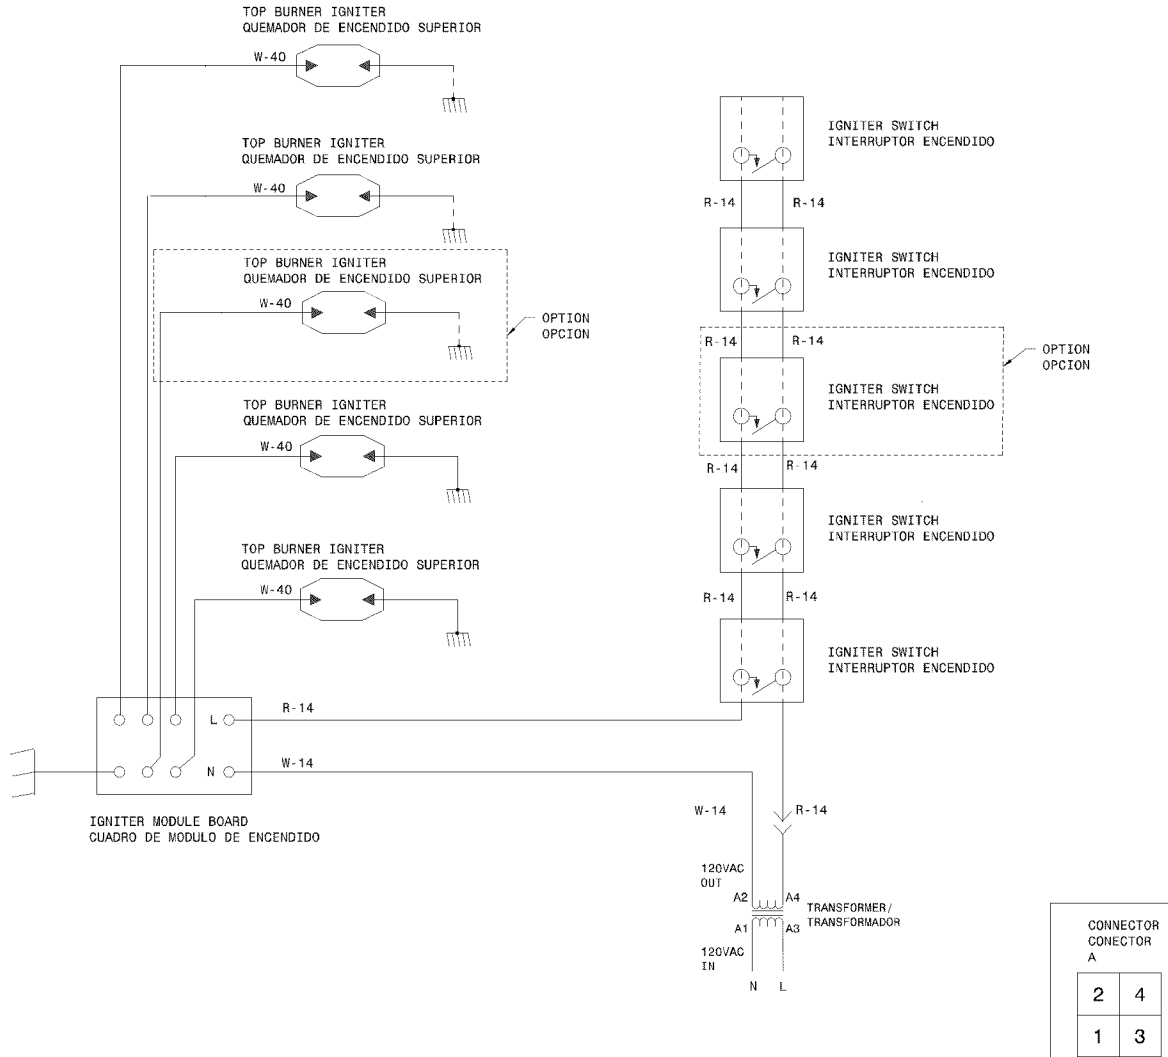 TOP BURNER IGNITER
QUEMADOR DE ENCENDIDO SUPERIOR
W-40
TOP BURNER IGNITER
QUEMADOR DE ENCENDIDO SUPERIOR
W-40
TOP BURNER IGNITER
QUEMADOR DE ENCENDIDO SUPERIOR
W-40
OPTION
OPCION
TOP BURNER IGNITER
QUEMADOR DE ENCENDIDO SUPERIOR
W-40
TOP BURNER IGNITER
QUEMADOR DE ENCENDIDO SUPERIOR
W-40
IGNITER SWITCH
INTERRUPTOR ENCENDIDO
R-14 R-14
IGNITER SWITCH
INTERRUPTOR ENCENDIDO
R-14 R-14
OPTION
OPCION
IGNITER SWITCH
INTERRUPTOR ENCENDIDO
R-14 R-14
IGNITER SWITCH
INTERRUPTOR ENCENDIDO
R-14 R-14
IGNITER SWITCH
INTERRUPTOR ENCENDIDO
L R-14
N W-14
IGNITER MODULE BOARD
CUADRO DE MODULO DE ENCENDIDO
W-14 R-14
120VAC
OUT
A2 A4
TRANSFORMER/
TRANSFORMADOR
A1 A3
120VAC
IN
N L
CONNECTOR
CONECTOR
A
2 4
1 3